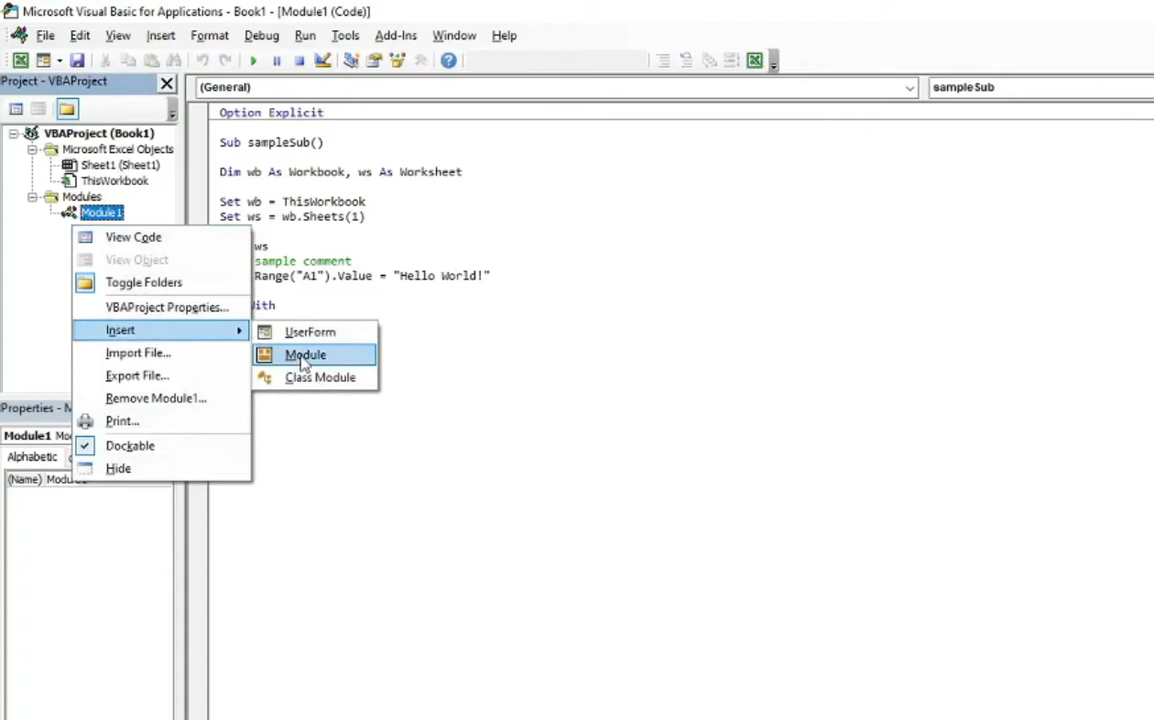 Microsoft Visual Basic for Applications - Book1 - [Module1 (Code)]
File Edit View Insert Format Debug Run Tools Add-Ins Window Help
Project - VBAProject
(General)
sampleSub
VBAProject (Book1)
Microsoft Excel Objects
Sheet1 (Sheet1)
ThisWorkbook
Modules
Module1
Option Explicit
Sub sampleSub()
Dim wb As Workbook, ws As Worksheet
Set wb = ThisWorkbook
Set ws = wb.Sheets(1)
ws
sample comment
Range("A1").Value = "Hello World!"
With
View Code
View Object
Toggle Folders
VBAProject Properties...
Insert
Import File...
Export File...
Remove Module1...
Print...
Dockable
Hide
UserForm
Module
Class Module
Properties -
Module1
Alphabetic
(Name)